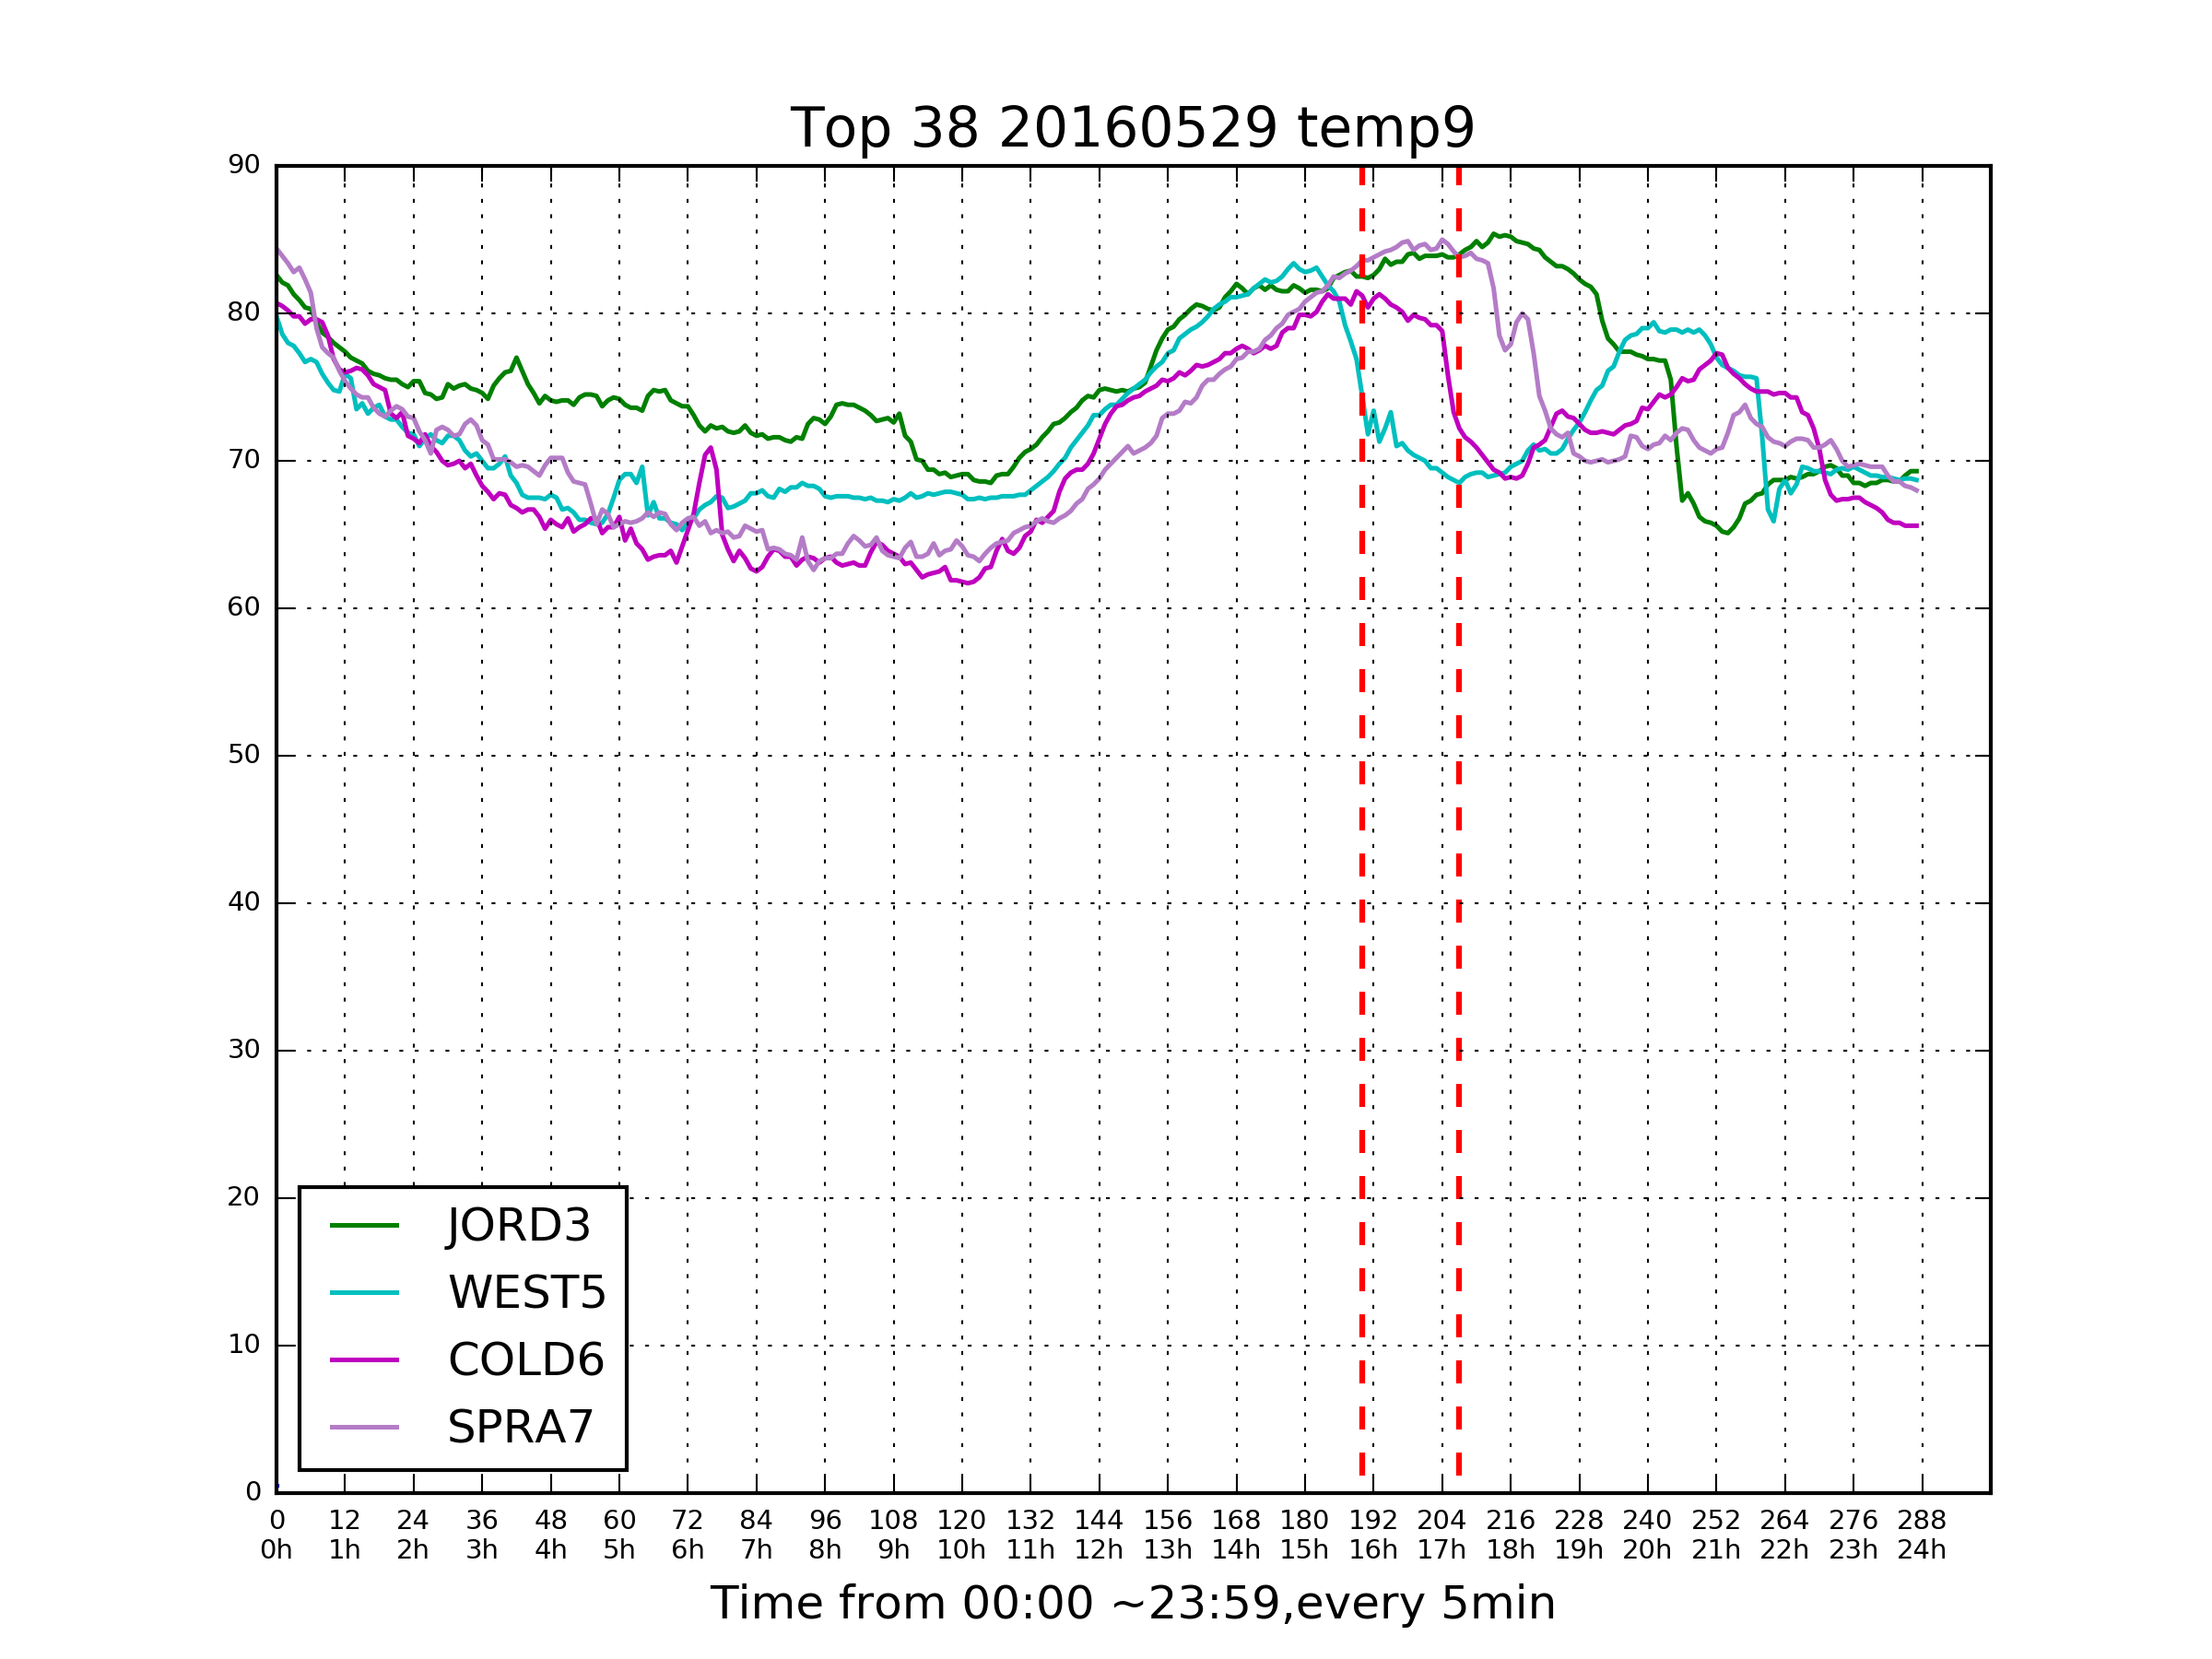 Top 38 20160529 temp9
90
80
70
60
50
40
30
20
10
0
JORD3
WEST5
COLD6
SPRA7
0 12 24 36 48 60 72 84 96 108 120 132 144 156 168 180 192 204 216 228 240 252 264 276 288
0h 1h 2h 3h 4h 5h 6h 7h 8h 9h 10h 11h 12h 13h 14h 15h 16h 17h 18h 19h 20h 21h 22h 23h 24h
Time from 00:00 ~23:59,every 5min